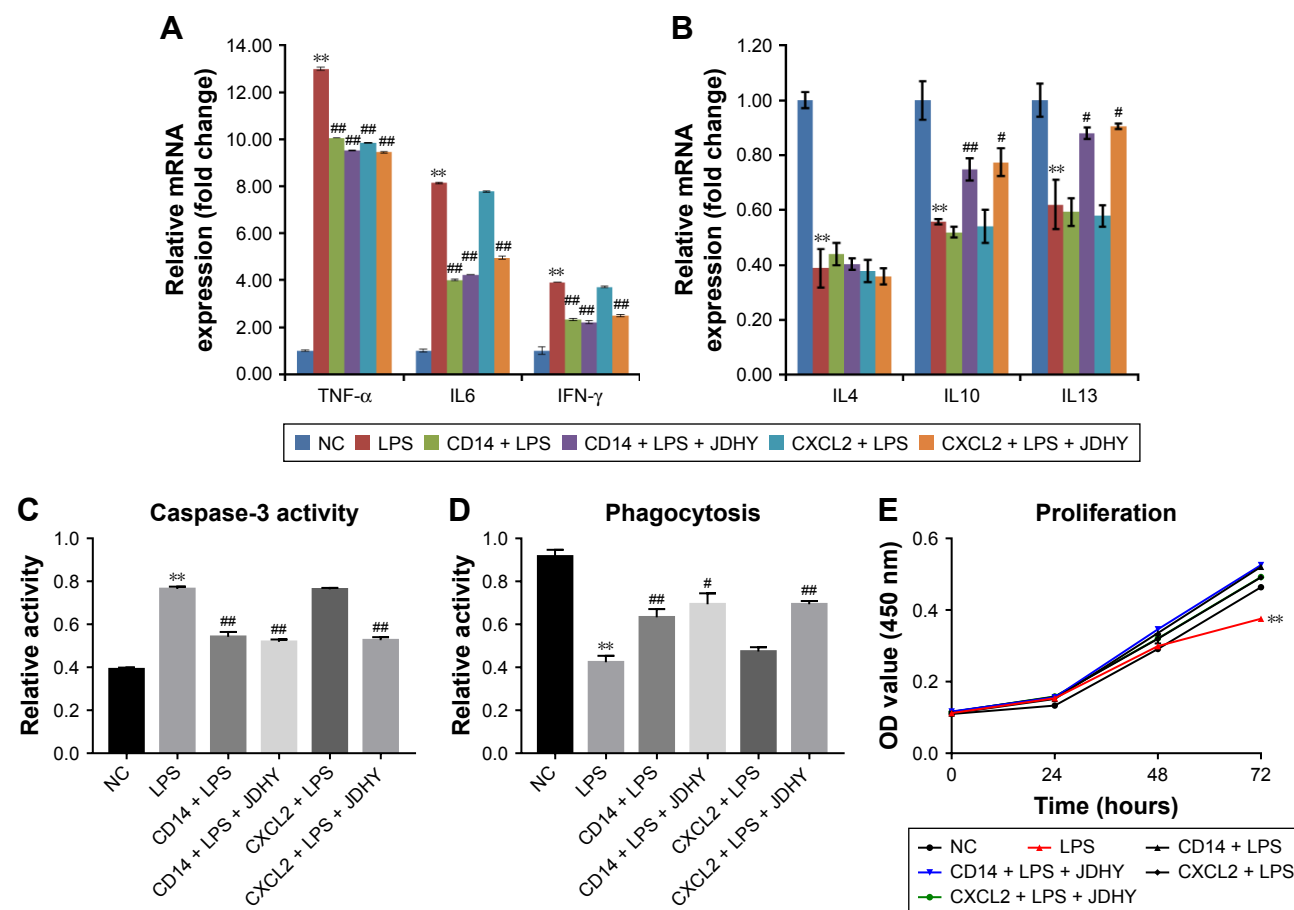 A
Relative mRNA
expression (fold change)
14.00
12.00
10.00
8.00
6.00
4.00
2.00
0.00
**
##
##
##
##
**
##
##
##
**
##
##
##
TNF-α IL6 IFN-γ
B
Relative mRNA
expression (fold change)
1.20
1.00
0.80
0.60
0.40
0.20
0.00
**
**
##
#
**
#
#
IL4 IL10 IL13
NC LPS CD14 + LPS CD14 + LPS + JDHY CXCL2 + LPS CXCL2 + LPS + JDHY
C
Caspase-3 activity
Relative activity
1.0
0.8
0.6
0.4
0.2
0.0
**
##
##
##
NC
LPS
CD14 + LPS
CD14 + LPS + JDHY
CXCL2 + LPS
CXCL2 + LPS + JDHY
D
Phagocytosis
Relative activity
1.0
0.8
0.6
0.4
0.2
0.0
**
##
#
##
NC
LPS
CD14 + LPS
CD14 + LPS + JDHY
CXCL2 + LPS
CXCL2 + LPS + JDHY
E
Proliferation
OD value (450 nm)
0.6
0.4
0.2
0.0
**
0 24 48 72
Time (hours)
NC LPS CD14 + LPS
CD14 + LPS + JDHY CXCL2 + LPS
CXCL2 + LPS + JDHY